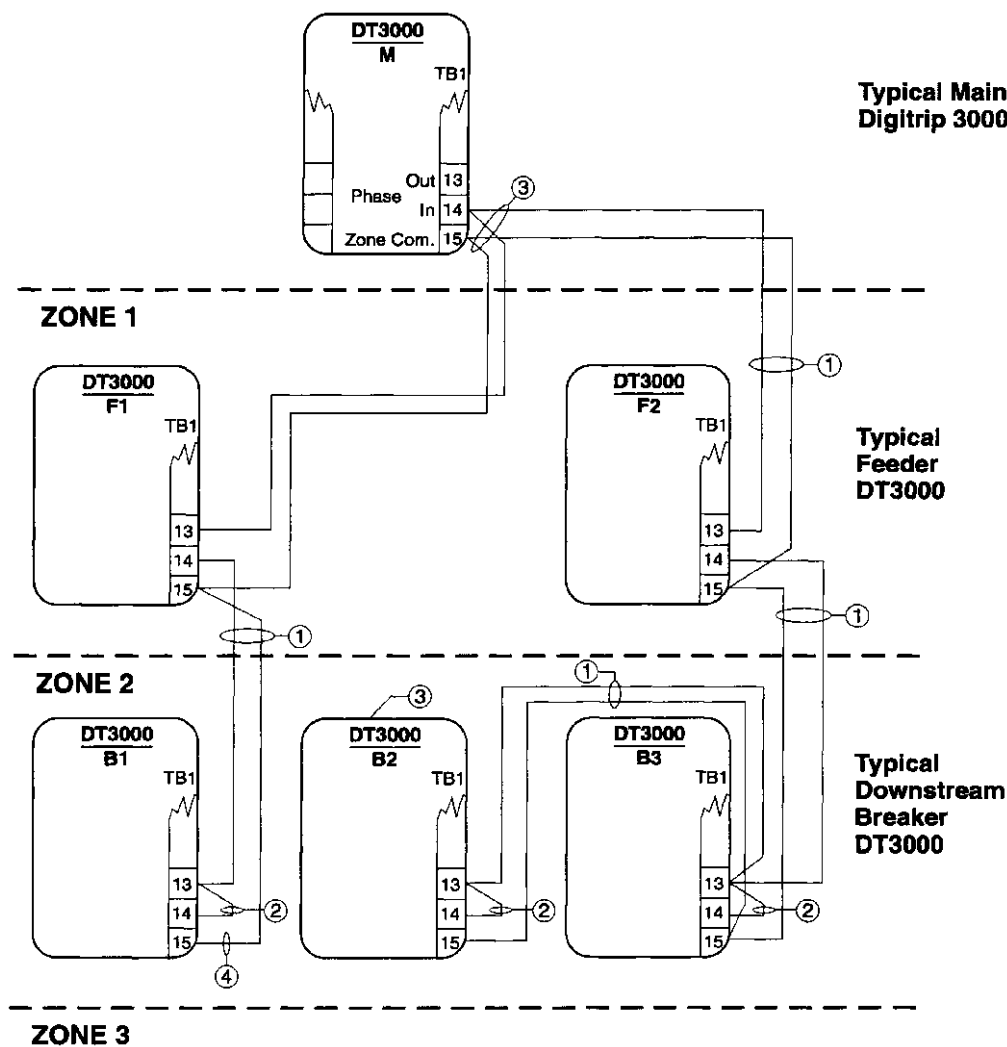 DT3000
M
TB1
Typical Main
Digitrip 3000
Out 13
Phase
In 14
Zone Com. 15
3
ZONE 1
DT3000
F1
TB1
13
14
15
DT3000
F2
TB1
13
14
15
1
Typical
Feeder
DT3000
1
1
ZONE 2
1
3
DT3000
B1
TB1
13
14
15
2
4
DT3000
B2
TB1
13
14
15
2
DT3000
B3
TB1
13
14
15
2
Typical
Downstream
Breaker
DT3000
ZONE 3